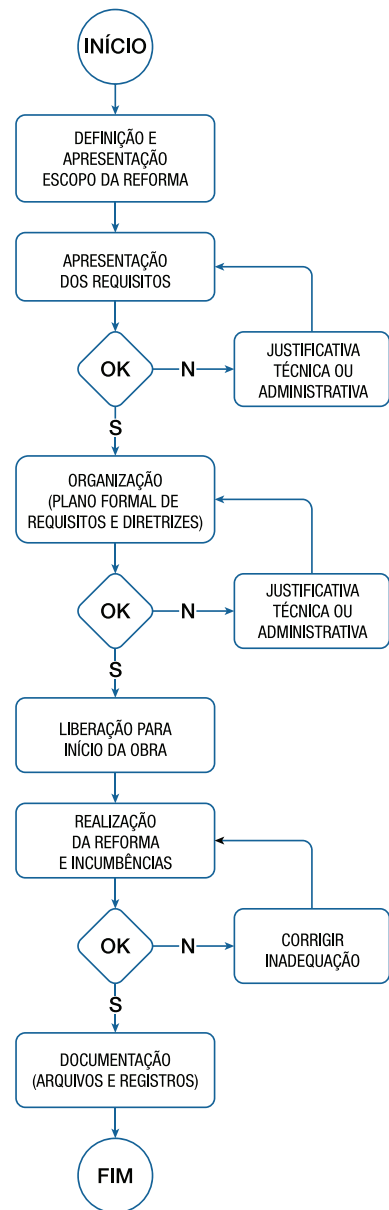 INÍCIO
DEFINIÇÃO E
APRESENTAÇÃO
ESCOPO DA REFORMA
APRESENTAÇÃO
DOS REQUISITOS
OK
N
JUSTIFICATIVA
TÉCNICA OU
ADMINISTRATIVA
S
ORGANIZAÇÃO
(PLANO FORMAL DE
REQUISITOS E DIRETRIZES)
OK
N
JUSTIFICATIVA
TÉCNICA OU
ADMINISTRATIVA
S
LIBERAÇÃO PARA
INÍCIO DA OBRA
REALIZAÇÃO
DA REFORMA
E INCUMBÊNCIAS
OK
N
CORRIGIR
INADEQUAÇÃO
S
DOCUMENTAÇÃO
(ARQUIVOS E REGISTROS)
FIM